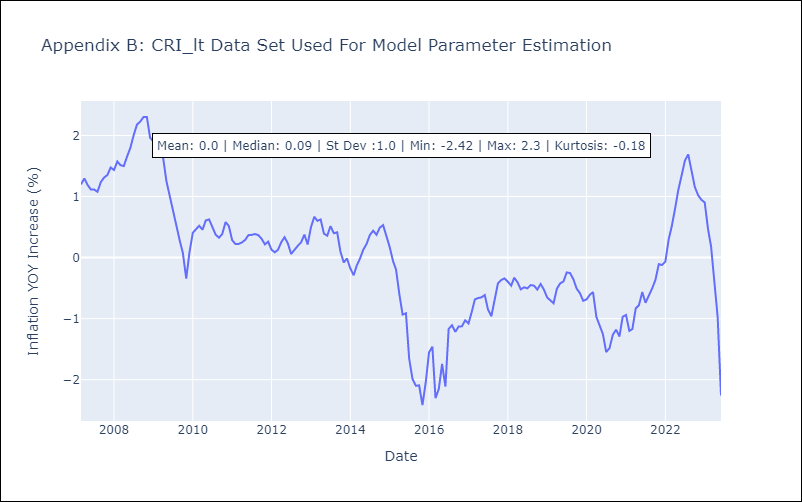 Appendix B: CRI_lt Data Set Used For Model Parameter Estimation
Mean: 0.0 | Median: 0.09 | St Dev :1.0 | Min: -2.42 | Max: 2.3 | Kurtosis: -0.18
Inflation YOY Increase (%)
2
1
0
−1
−2
2008 2010 2012 2014 2016 2018 2020 2022
Date